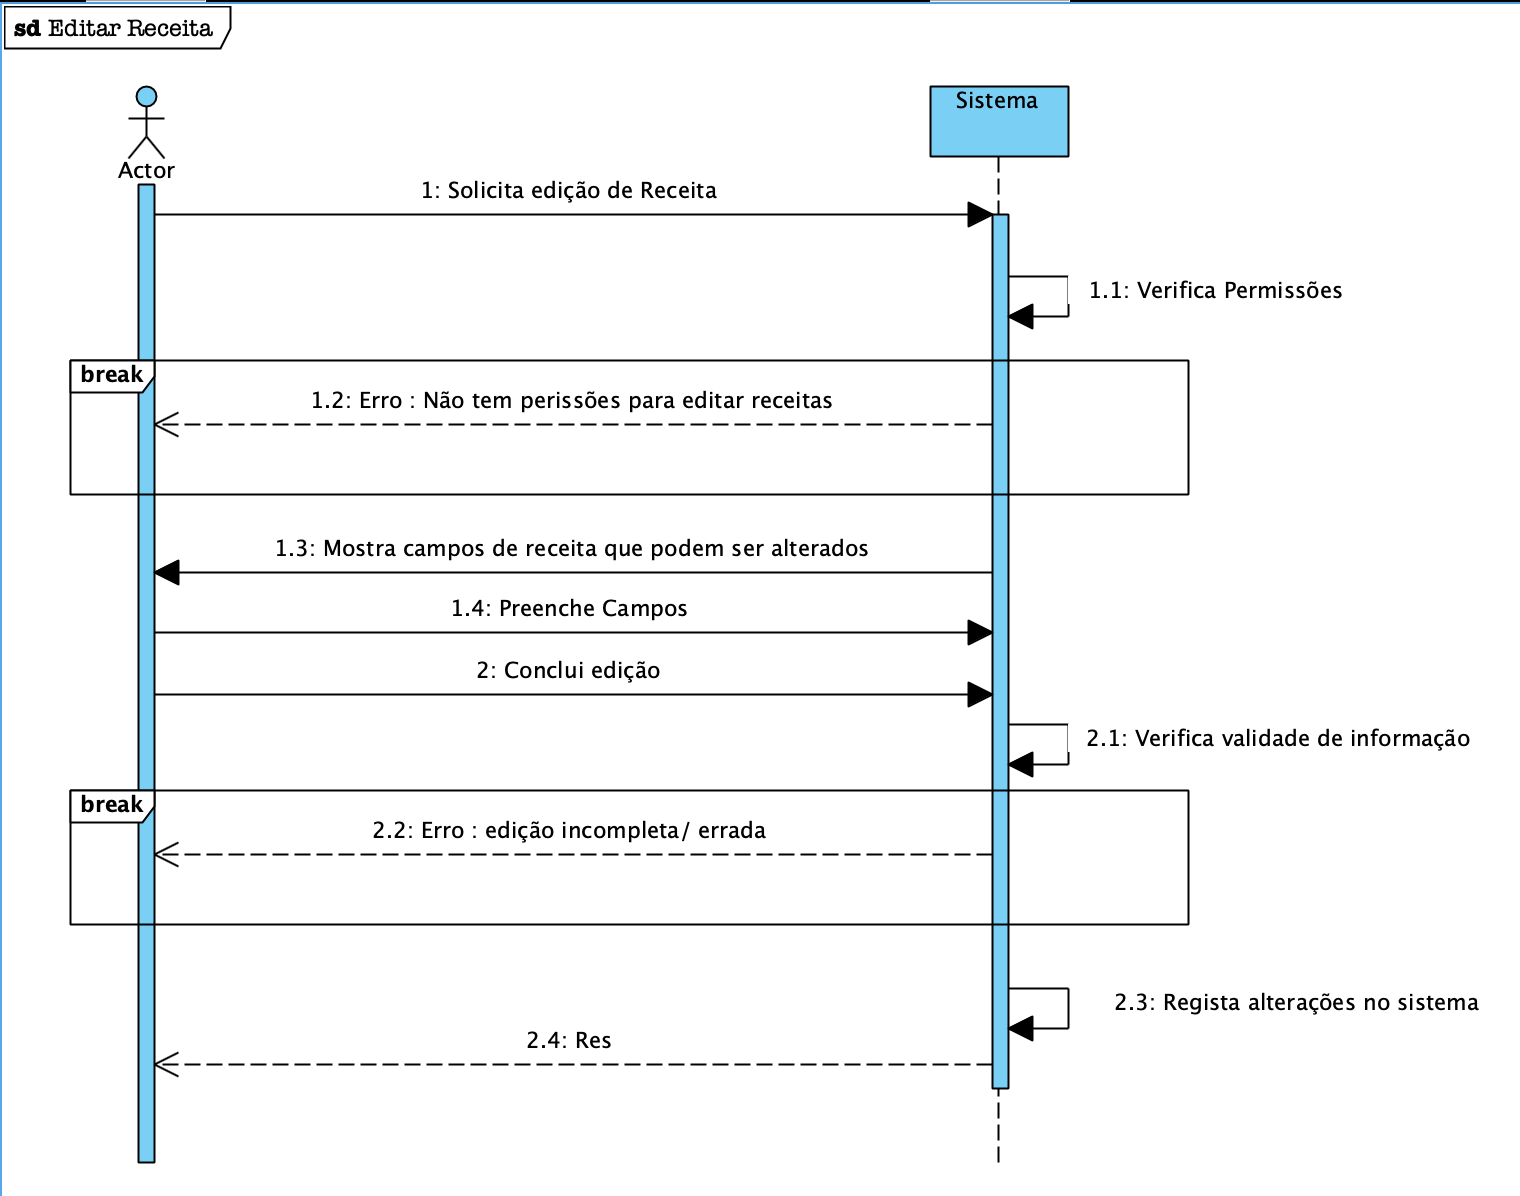 sd Editar Receita
Actor
Sistema
1: Solicita edição de Receita
1.1: Verifica Permissões
break
1.2: Erro : Não tem perissões para editar receitas
1.3: Mostra campos de receita que podem ser alterados
1.4: Preenche Campos
2: Conclui edição
2.1: Verifica validade de informação
break
2.2: Erro : edição incompleta/ errada
2.3: Regista alterações no sistema
2.4: Res